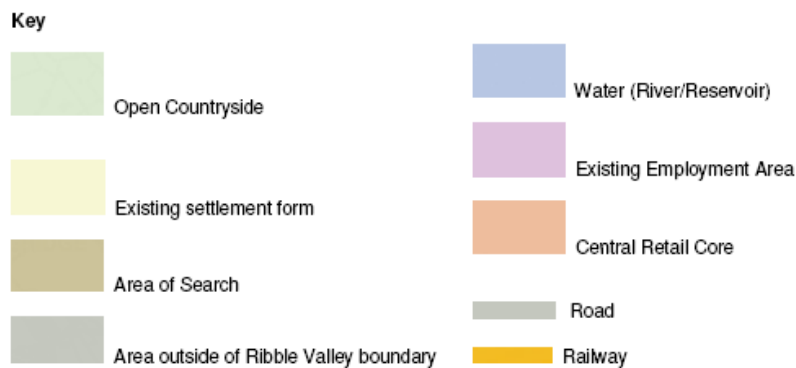 Key
Open Countryside
Existing settlement form
Area of Search
Area outside of Ribble Valley boundary
Water (River/Reservoir)
Existing Employment Area
Central Retail Core
Road
Railway